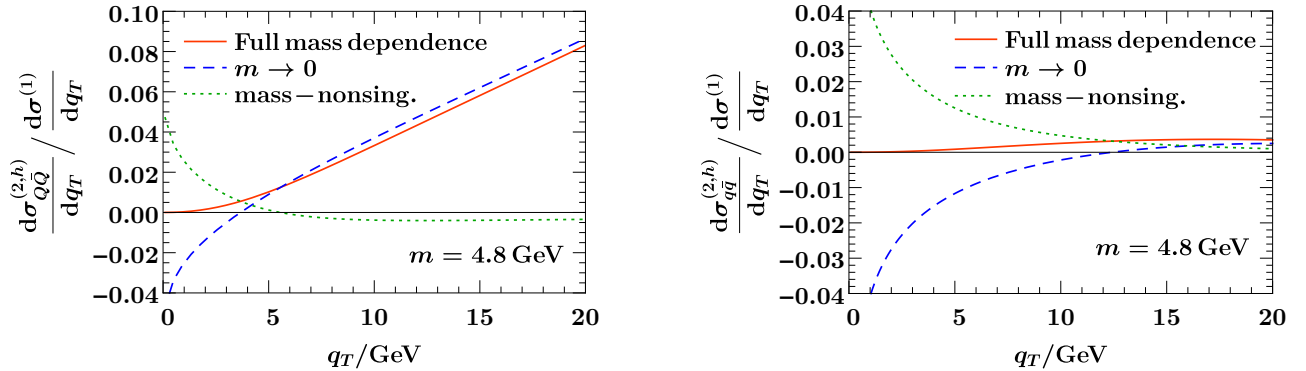 0.10
0.08
0.06
0.04
0.02
0.00
−0.02
−0.04
dσ_{QQ̄}^{(2,h)} / dq_T / dσ^{(1)} / dq_T
Full mass dependence
m → 0
mass−nonsing.
m = 4.8 GeV
0 5 10 15 20
q_T/GeV
0.04
0.03
0.02
0.01
0.00
−0.01
−0.02
−0.03
−0.04
dσ_{qq̄}^{(2,h)} / dq_T / dσ^{(1)} / dq_T
Full mass dependence
m → 0
mass−nonsing.
m = 4.8 GeV
0 5 10 15 20
q_T/GeV